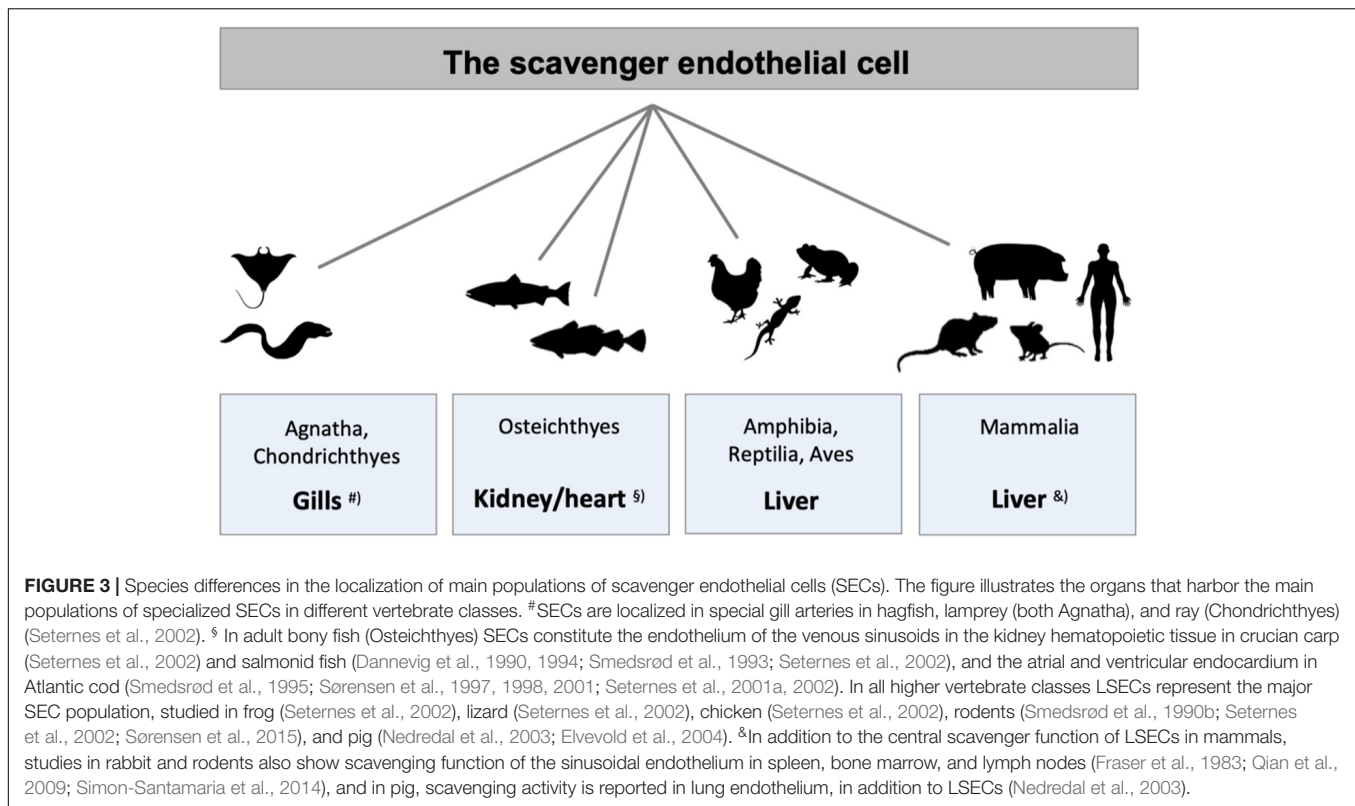 The scavenger endothelial cell
Agnatha,
Chondrichthyes
Gills #)
Osteichthyes
Kidney/heart §)
Amphibia,
Reptilia, Aves
Liver
Mammalia
Liver &)
FIGURE 3 | Species differences in the localization of main populations of scavenger endothelial cells (SECs). The figure illustrates the organs that harbor the main
populations of specialized SECs in different vertebrate classes. #SECs are localized in special gill arteries in hagfish, lamprey (both Agnatha), and ray (Chondrichthyes)
(Seternes et al., 2002). § In adult bony fish (Osteichthyes) SECs constitute the endothelium of the venous sinusoids in the kidney hematopoietic tissue in crucian carp
(Seternes et al., 2002) and salmonid fish (Dannevig et al., 1990, 1994; Smedsrød et al., 1993; Seternes et al., 2002), and the atrial and ventricular endocardium in
Atlantic cod (Smedsrød et al., 1995; Sørensen et al., 1997, 1998, 2001; Seternes et al., 2001a, 2002). In all higher vertebrate classes LSECs represent the major
SEC population, studied in frog (Seternes et al., 2002), lizard (Seternes et al., 2002), chicken (Seternes et al., 2002), rodents (Smedsrød et al., 1990b; Seternes
et al., 2002; Sørensen et al., 2015), and pig (Nedredal et al., 2003; Elvevold et al., 2004). &In addition to the central scavenger function of LSECs in mammals,
studies in rabbit and rodents also show scavenging function of the sinusoidal endothelium in spleen, bone marrow, and lymph nodes (Fraser et al., 1983; Qian et al.,
2009; Simon-Santamaria et al., 2014), and in pig, scavenging activity is reported in lung endothelium, in addition to LSECs (Nedredal et al., 2003).